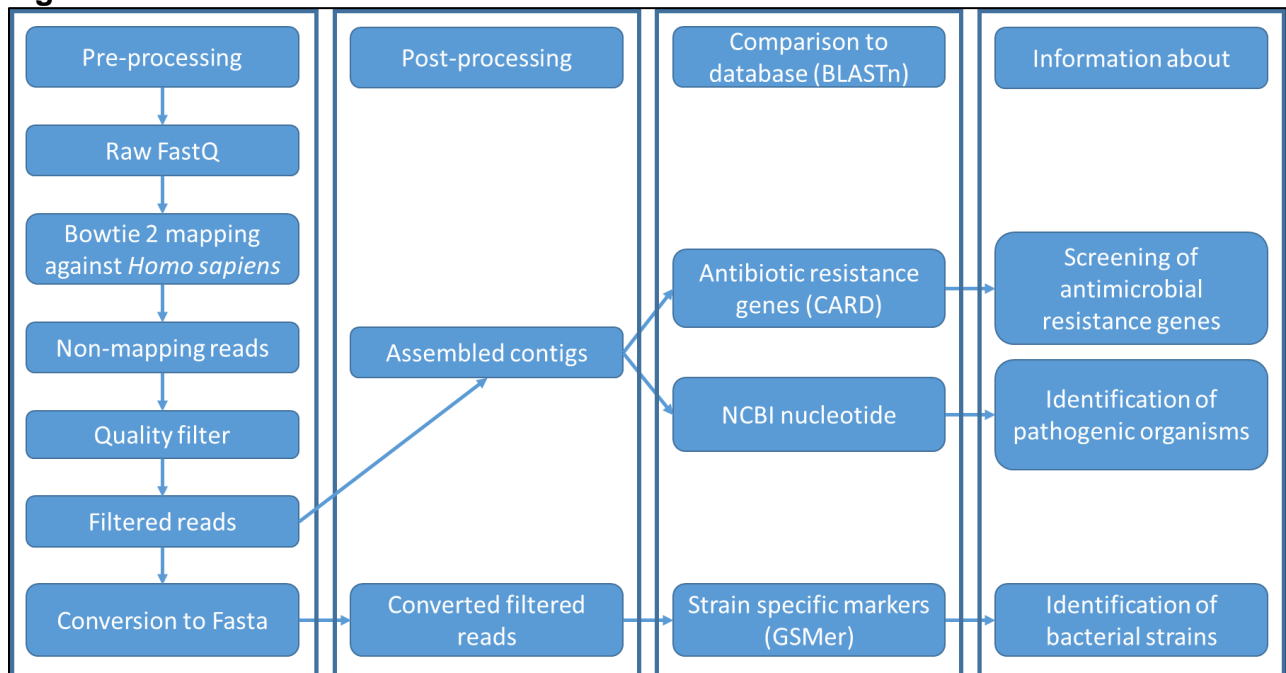 Pre-processing
Raw FastQ
Bowtie 2 mapping
against Homo sapiens
Non-mapping reads
Quality filter
Filtered reads
Conversion to Fasta
Post-processing
Assembled contigs
Converted filtered
reads
Comparison to
database (BLASTn)
Antibiotic resistance
genes (CARD)
NCBI nucleotide
Strain specific markers
(GSMer)
Information about
Screening of
antimicrobial
resistance genes
Identification of
pathogenic organisms
Identification of
bacterial strains